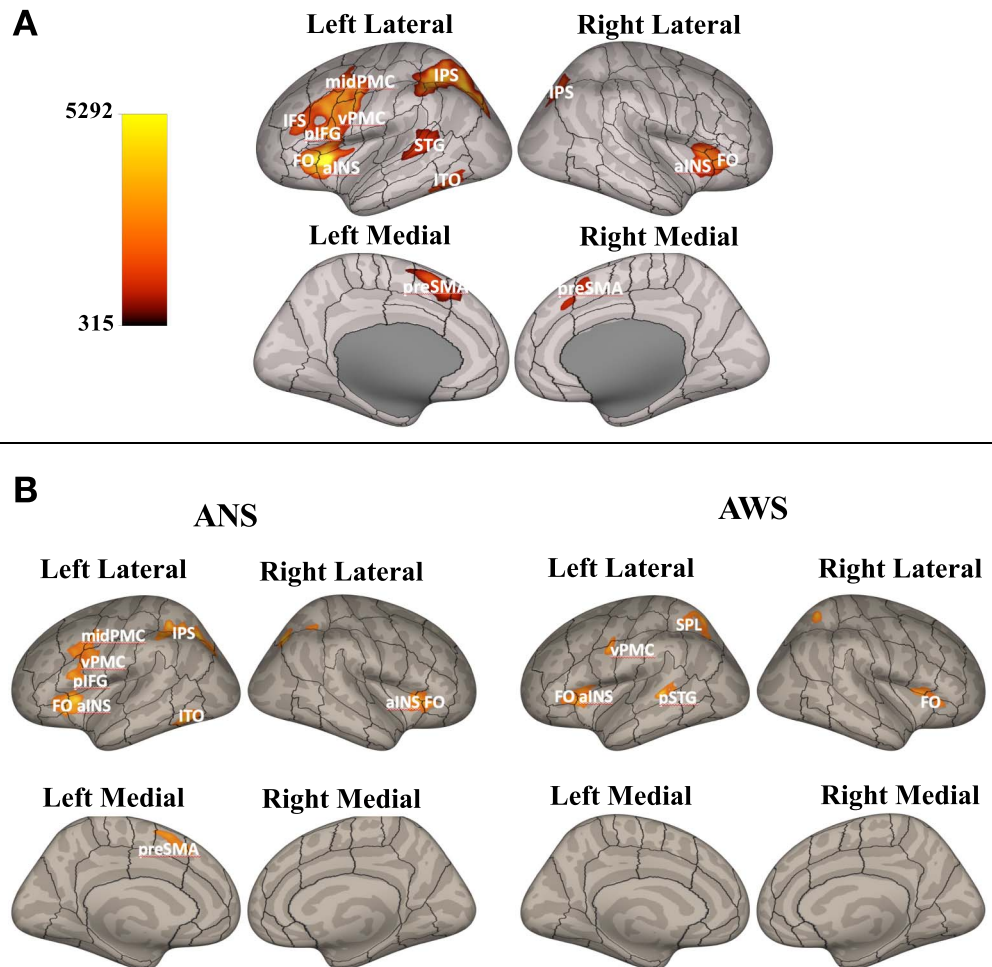 A
Left Lateral
Right Lateral
5292
315
midPMC
IPS
IFS
vPMC
pIFG
FO
aINS
STG
ITO
IPS
aINS
FO
Left Medial
Right Medial
preSMA
preSMA
B
ANS
AWS
Left Lateral
Right Lateral
Left Lateral
Right Lateral
midPMC
IPS
vPMC
pIFG
FO aINS
ITO
aINS FO
SPL
vPMC
FO aINS
pSTG
FO
Left Medial
Right Medial
Left Medial
Right Medial
preSMA